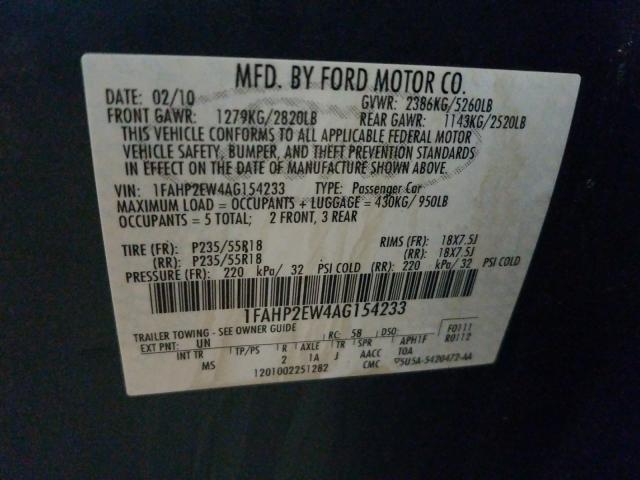 MFD. BY FORD MOTOR CO.
DATE: 02/10 GVWR: 2386KG/5260LB
FRONT GAWR: 1279KG/2820LB REAR GAWR: 1143KG/2520LB
THIS VEHICLE CONFORMS TO ALL APPLICABLE FEDERAL MOTOR
VEHICLE SAFETY, BUMPER, AND THEFT PREVENTION STANDARDS
IN EFFECT ON THE DATE OF MANUFACTURE SHOWN ABOVE.
VIN: 1FAHP2EW4AG154233 TYPE: Passenger Car
MAXIMUM LOAD = OCCUPANTS + LUGGAGE = 430KG/950LB
OCCUPANTS = 5 TOTAL; 2 FRONT, 3 REAR
TIRE (FR): P235/55R18 RIMS (FR): 18X7.5J
(RR): P235/55R18 (RR): 18X7.5J
PRESSURE (FR): 220 kPa/ 32 PSI COLD (RR): 220 kPa/ 32 PSI COLD
1FAHP2EW4AG154233
TRAILER TOWING - SEE OWNER GUIDE
EXT PNT: UN RC: 58 DSO: F0111
INT TR TP/PS R AXLE TR SPR APH1F R0112
MS 2 1A J AACC TOA
1201002251282 CMC 5U5A-5420472-AA